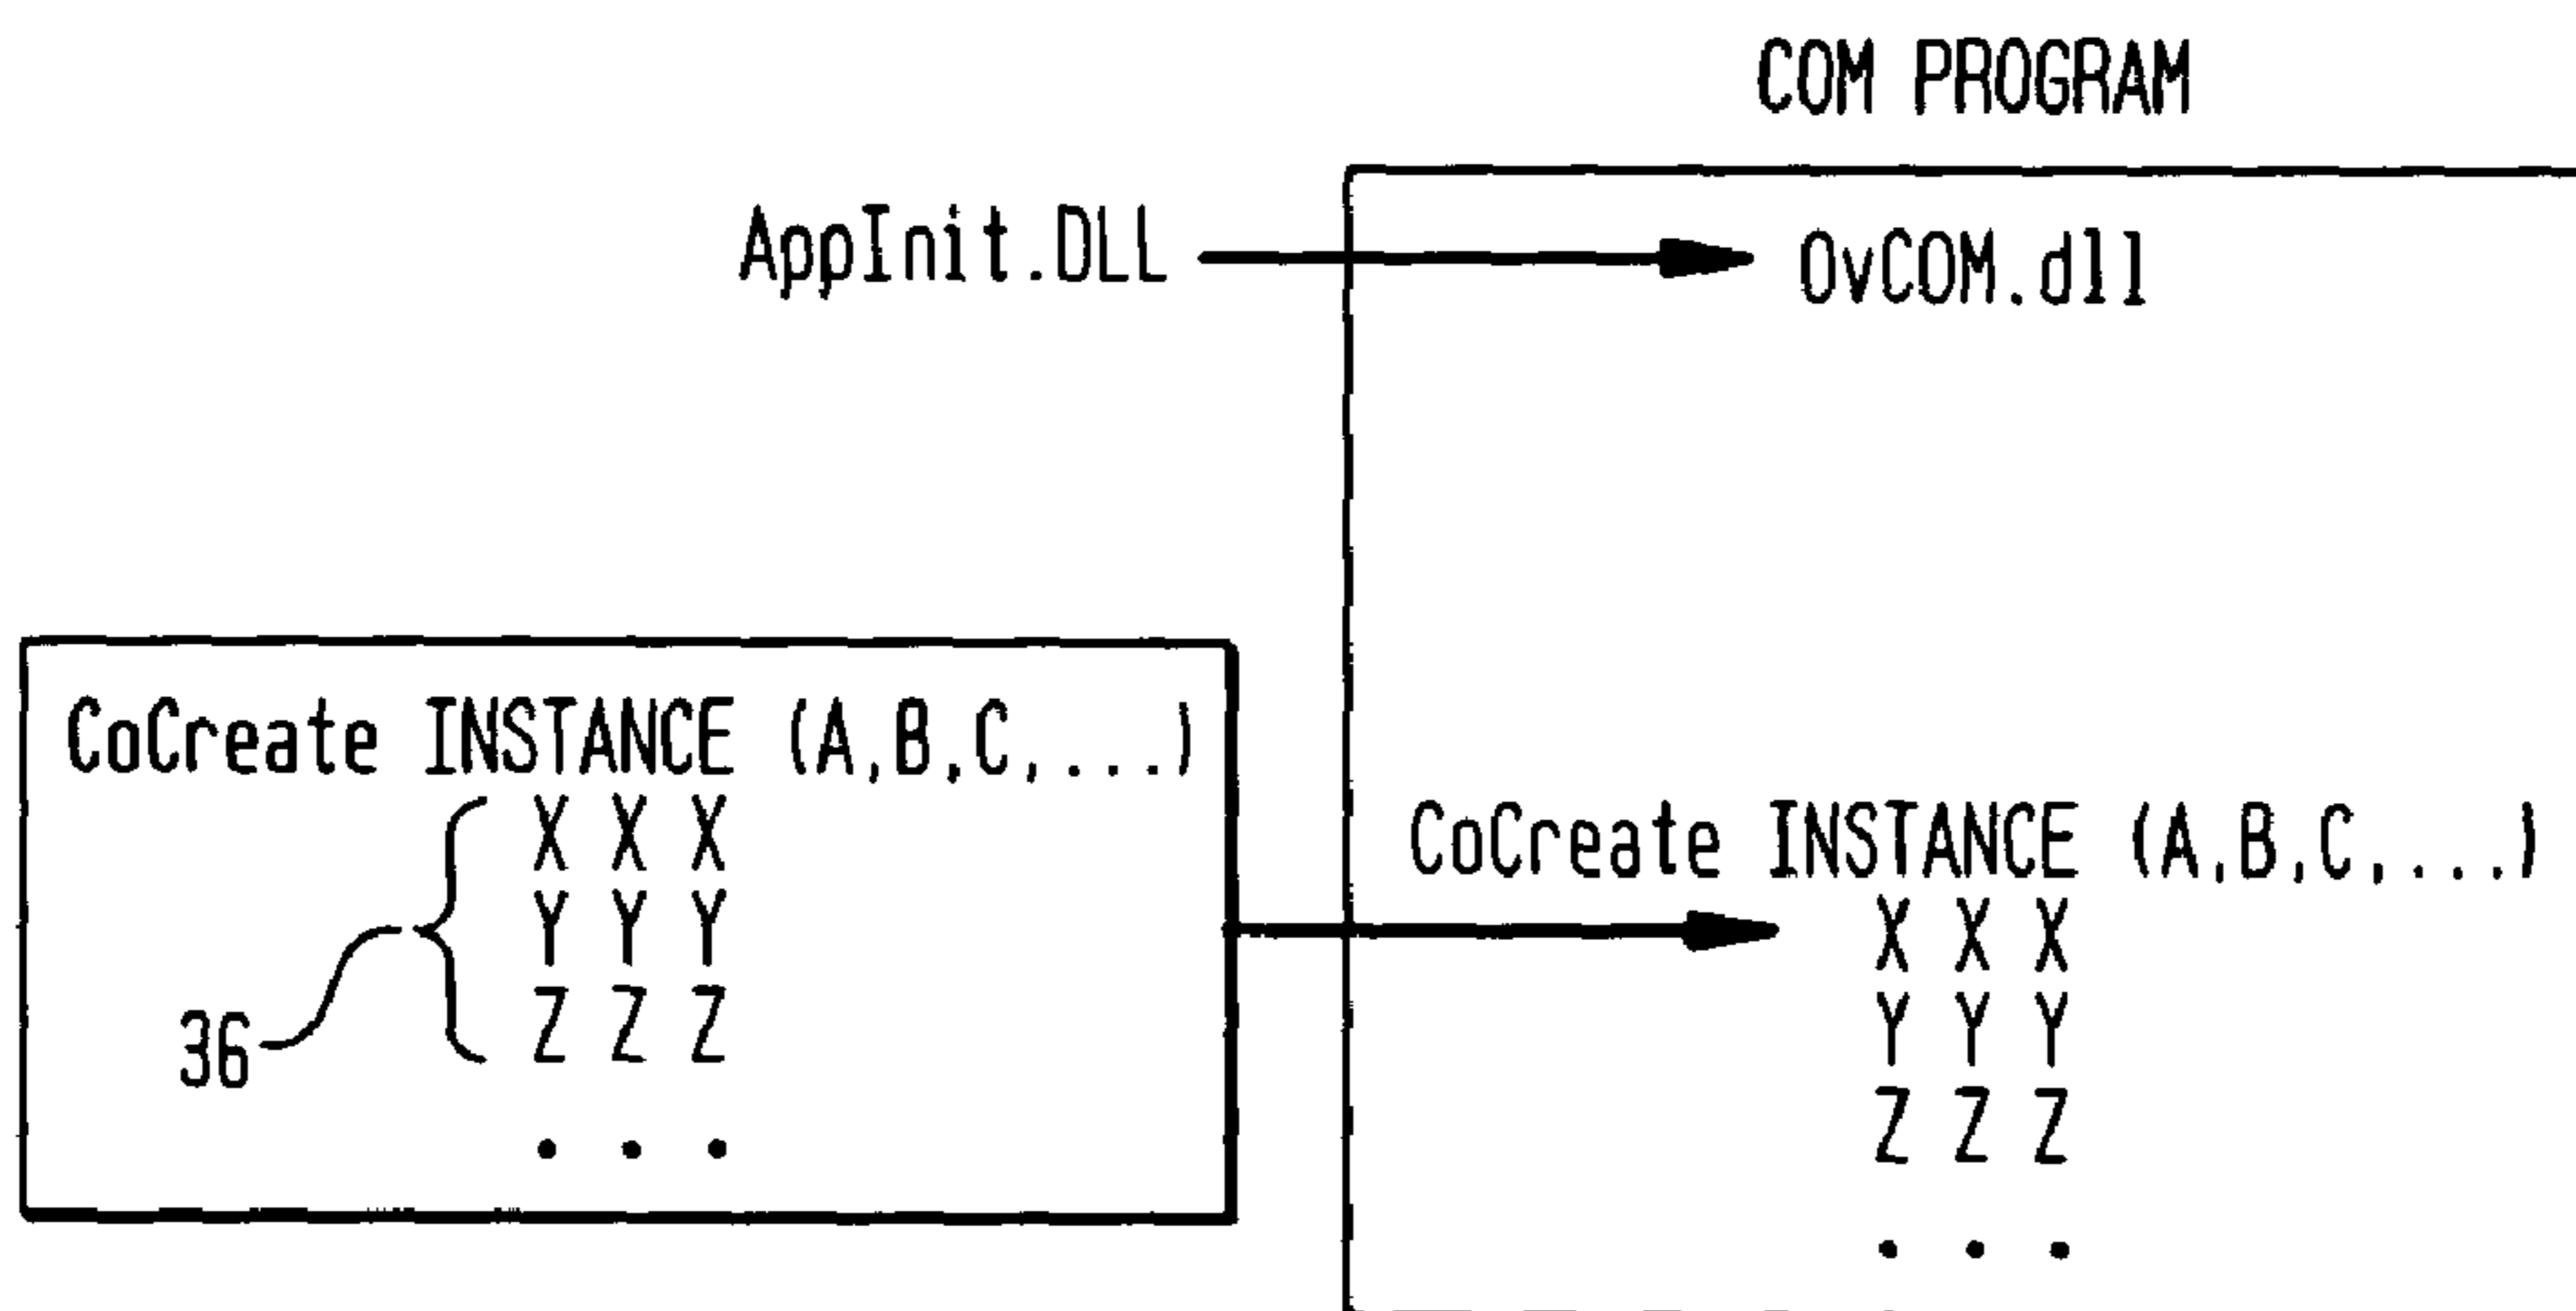 COM PROGRAM
AppInit.DLL
OvCOM.dll
CoCreate INSTANCE (A,B,C,...)
X X X
Y Y Y
Z Z Z
. . .
36
CoCreate INSTANCE (A,B,C,...)
X X X
Y Y Y
Z Z Z
. . .